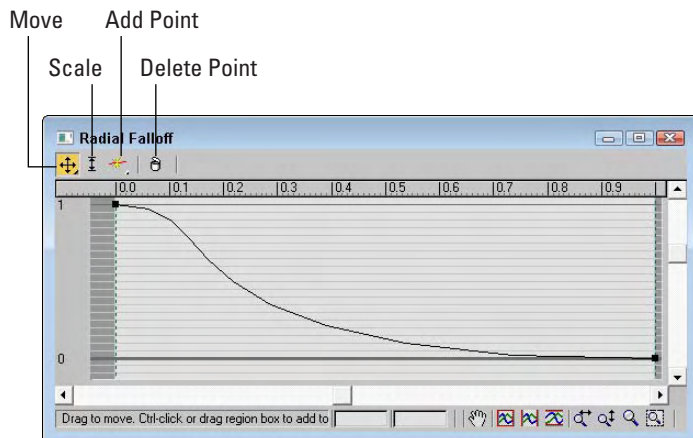 Move Add Point
Scale Delete Point
Radial Falloff
0.0 0.1 0.2 0.3 0.4 0.5 0.6 0.7 0.8 0.9
1
0
Drag to move. Ctrl-click or drag region box to add to